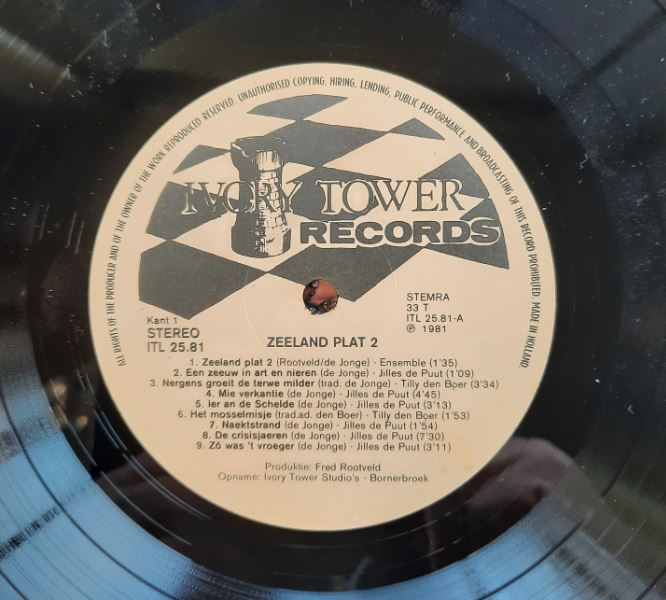 ALL RIGHTS OF THE PRODUCER AND OF THE OWNER OF THE WORK REPRODUCED RESERVED. UNAUTHORISED COPYING, HIRING, LENDING, PUBLIC PERFORMANCE AND BROADCASTING OF THIS RECORD PROHIBITED. MADE IN HOLLAND
IVORY TOWER
RECORDS
Kant 1
STEREO
ITL 25.81
STEMRA
33 T
ITL 25.81-A
℗ 1981
ZEELAND PLAT 2
1. Zeeland plat 2 (Rootveld/de Jonge) - Ensemble (1'35)
2. Een zeeuw in art en nieren (de Jonge) - Jilles de Puut (1'09)
3. Nergens groeit de terwe milder (trad. de Jonge) - Tilly den Boer (3'34)
4. Mie verkantie (de Jonge) - Jilles de Puut (4'45)
5. Ier an de Schelde (de Jonge) - Jilles de Puut (3'13)
6. Het mosselmisje (trad.ad. den Boer) - Tilly den Boer (1'53)
7. Naektstrand (de Jonge) - Jilles de Puut (1'54)
8. De crisisjaeren (de Jonge) - Jilles de Puut (7'30)
9. Zô was 't vroeger (de Jonge) - Jilles de Puut (3'11)
Produktie: Fred Rootveld
Opname: Ivory Tower Studio's - Bornerbroek